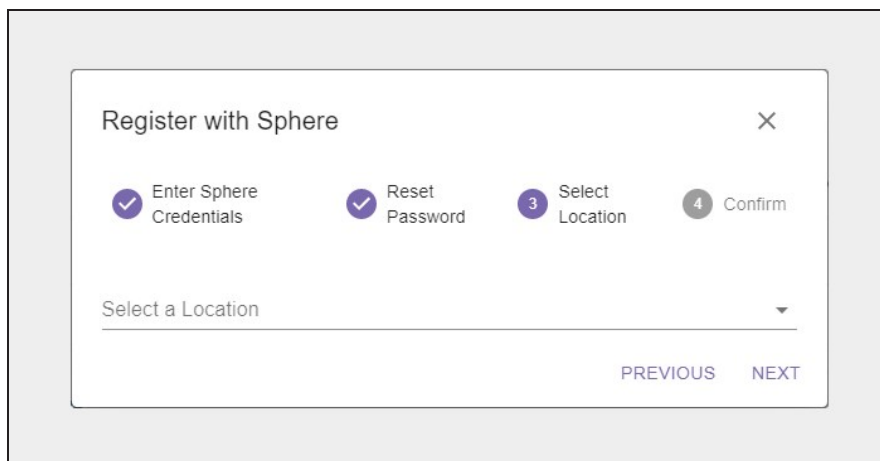 Register with Sphere
Enter Sphere
Credentials
Reset
Password
3
Select
Location
4
Confirm
Select a Location
PREVIOUS
NEXT